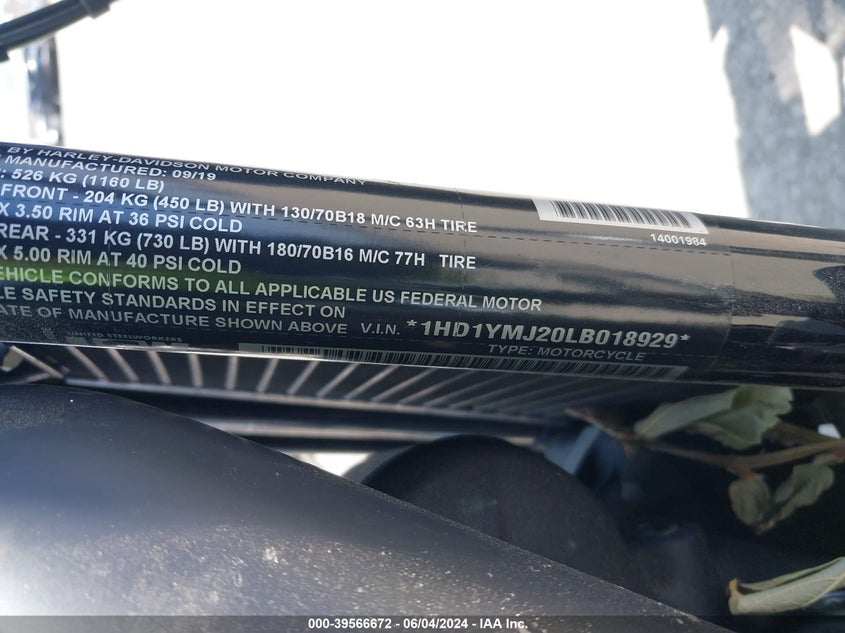 BY HARLEY-DAVIDSON MOTOR COMPANY
MANUFACTURED: 09/19
: 526 KG (1160 LB)
FRONT - 204 KG (450 LB) WITH 130/70B18 M/C 63H TIRE
X 3.50 RIM AT 36 PSI COLD
REAR - 331 KG (730 LB) WITH 180/70B16 M/C 77H TIRE
X 5.00 RIM AT 40 PSI COLD
EHICLE CONFORMS TO ALL APPLICABLE US FEDERAL MOTOR
LE SAFETY STANDARDS IN EFFECT ON
ATE OF MANUFACTURE SHOWN ABOVE V.I.N. *1HD1YMJ20LB018929*
TYPE: MOTORCYCLE
UNITED STEELWORKERS
14001984
000-39566672 - 06/04/2024 - IAA Inc.